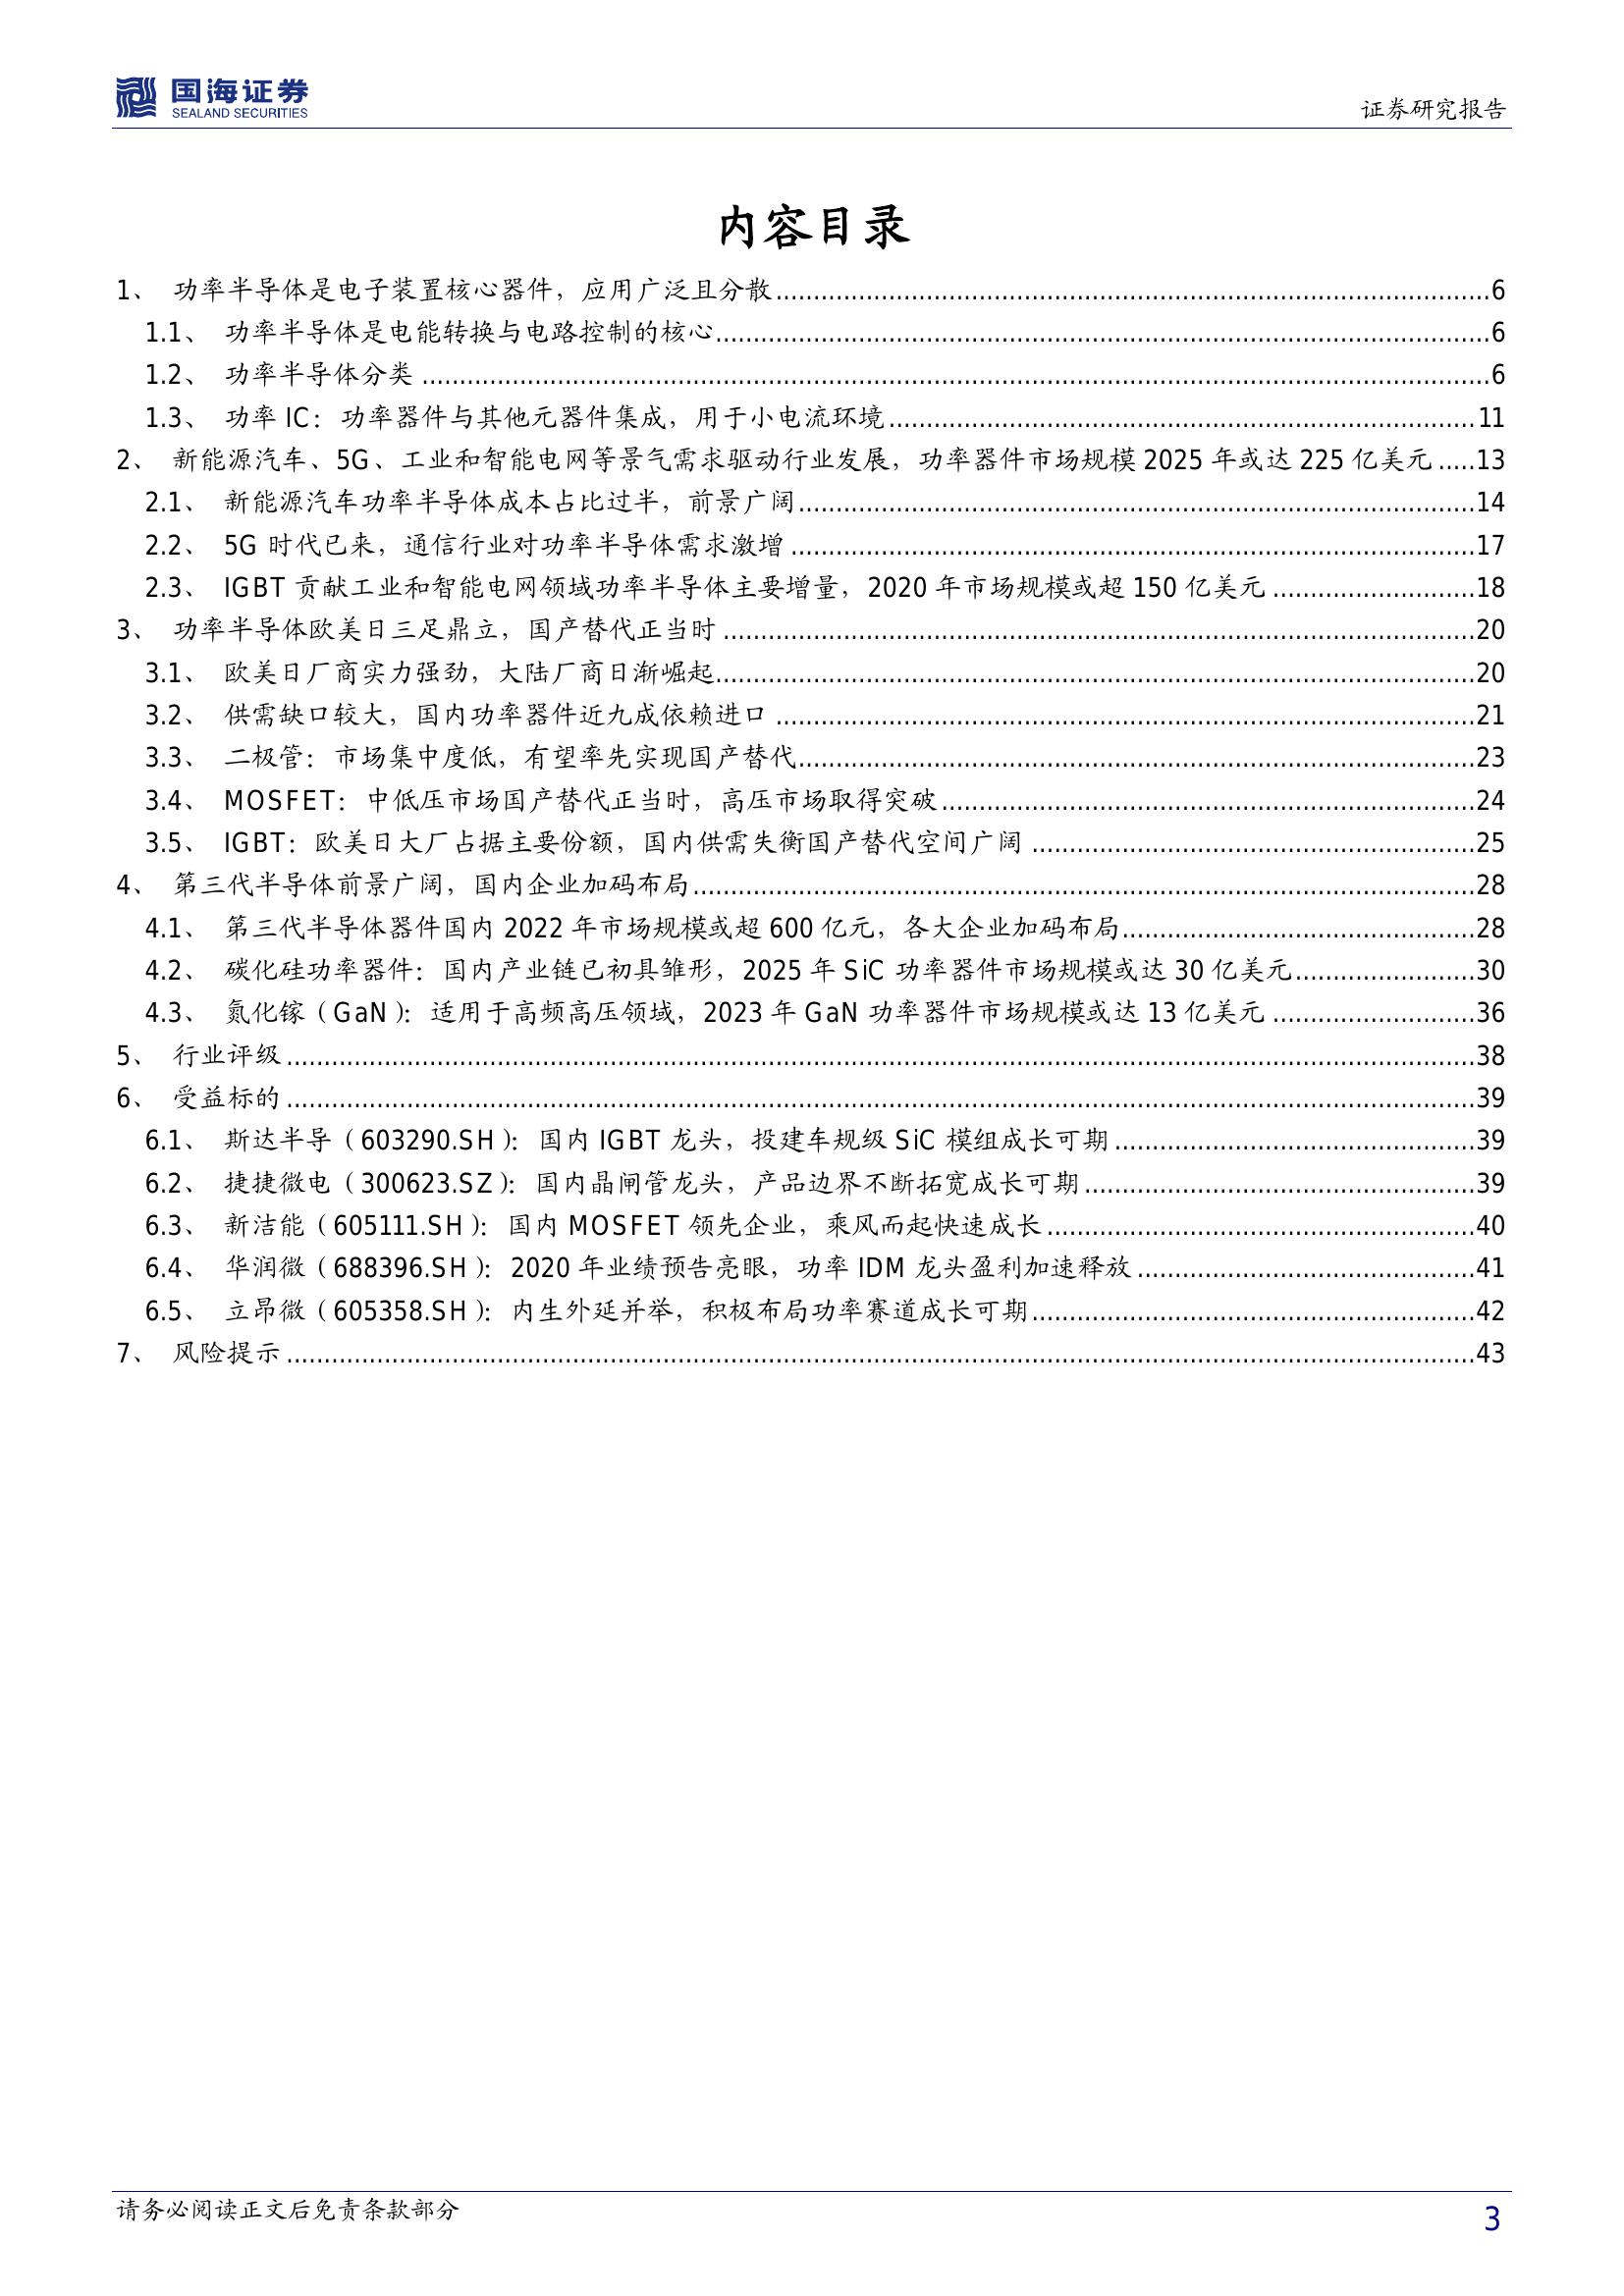 国海证券
SEALAND SECURITIES
证券研究报告
内容目录
1、 功率半导体是电子装置核心器件，应用广泛且分散......6
1.1、 功率半导体是电能转换与电路控制的核心......6
1.2、 功率半导体分类......6
1.3、 功率 IC：功率器件与其他元器件集成，用于小电流环境......11
2、 新能源汽车、5G、工业和智能电网等景气需求驱动行业发展，功率器件市场规模 2025 年或达 225 亿美元.....13
2.1、 新能源汽车功率半导体成本占比过半，前景广阔......14
2.2、 5G 时代已来，通信行业对功率半导体需求激增......17
2.3、 IGBT 贡献工业和智能电网领域功率半导体主要增量，2020 年市场规模或超 150 亿美元......18
3、 功率半导体欧美日三足鼎立，国产替代正当时......20
3.1、 欧美日厂商实力强劲，大陆厂商日渐崛起......20
3.2、 供需缺口较大，国内功率器件近九成依赖进口......21
3.3、 二极管：市场集中度低，有望率先实现国产替代......23
3.4、 MOSFET：中低压市场国产替代正当时，高压市场取得突破......24
3.5、 IGBT：欧美日大厂占据主要份额，国内供需失衡国产替代空间广阔......25
4、 第三代半导体前景广阔，国内企业加码布局......28
4.1、 第三代半导体器件国内 2022 年市场规模或超 600 亿元，各大企业加码布局......28
4.2、 碳化硅功率器件：国内产业链已初具雏形，2025 年 SiC 功率器件市场规模或达 30 亿美元......30
4.3、 氮化镓（GaN）：适用于高频高压领域，2023 年 GaN 功率器件市场规模或达 13 亿美元......36
5、 行业评级......38
6、 受益标的......39
6.1、 斯达半导（603290.SH）：国内 IGBT 龙头，投建车规级 SiC 模组成长可期......39
6.2、 捷捷微电（300623.SZ）：国内晶闸管龙头，产品边界不断拓宽成长可期......39
6.3、 新洁能（605111.SH）：国内 MOSFET 领先企业，乘风而起快速成长......40
6.4、 华润微（688396.SH）：2020 年业绩预告亮眼，功率 IDM 龙头盈利加速释放......41
6.5、 立昂微（605358.SH）：内生外延并举，积极布局功率赛道成长可期......42
7、 风险提示......43
请务必阅读正文后免责条款部分
3